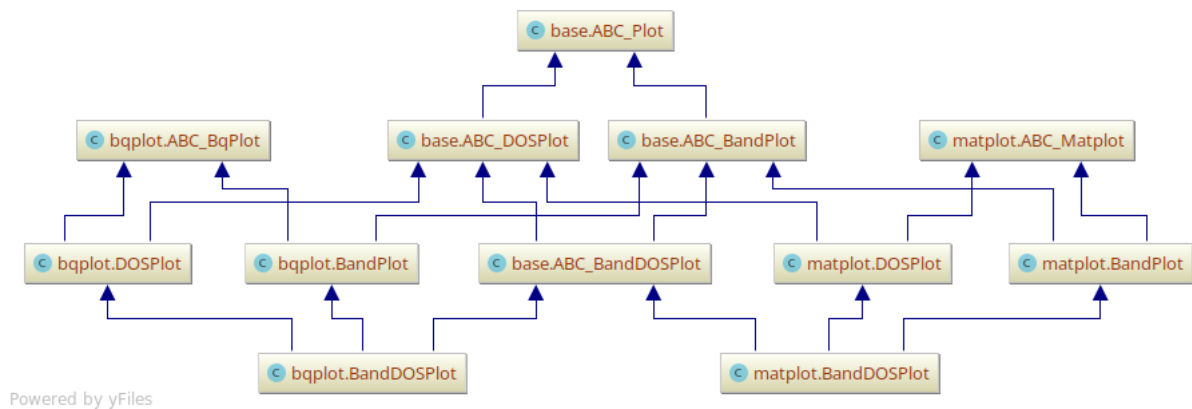 C base.ABC_Plot
C bqplot.ABC_BqPlot
C base.ABC_DOSPlot
C base.ABC_BandPlot
C matplot.ABC_Matplot
C bqplot.DOSPlot
C bqplot.BandPlot
C base.ABC_BandDOSPlot
C matplot.DOSPlot
C matplot.BandPlot
C bqplot.BandDOSPlot
C matplot.BandDOSPlot
Powered by yFiles